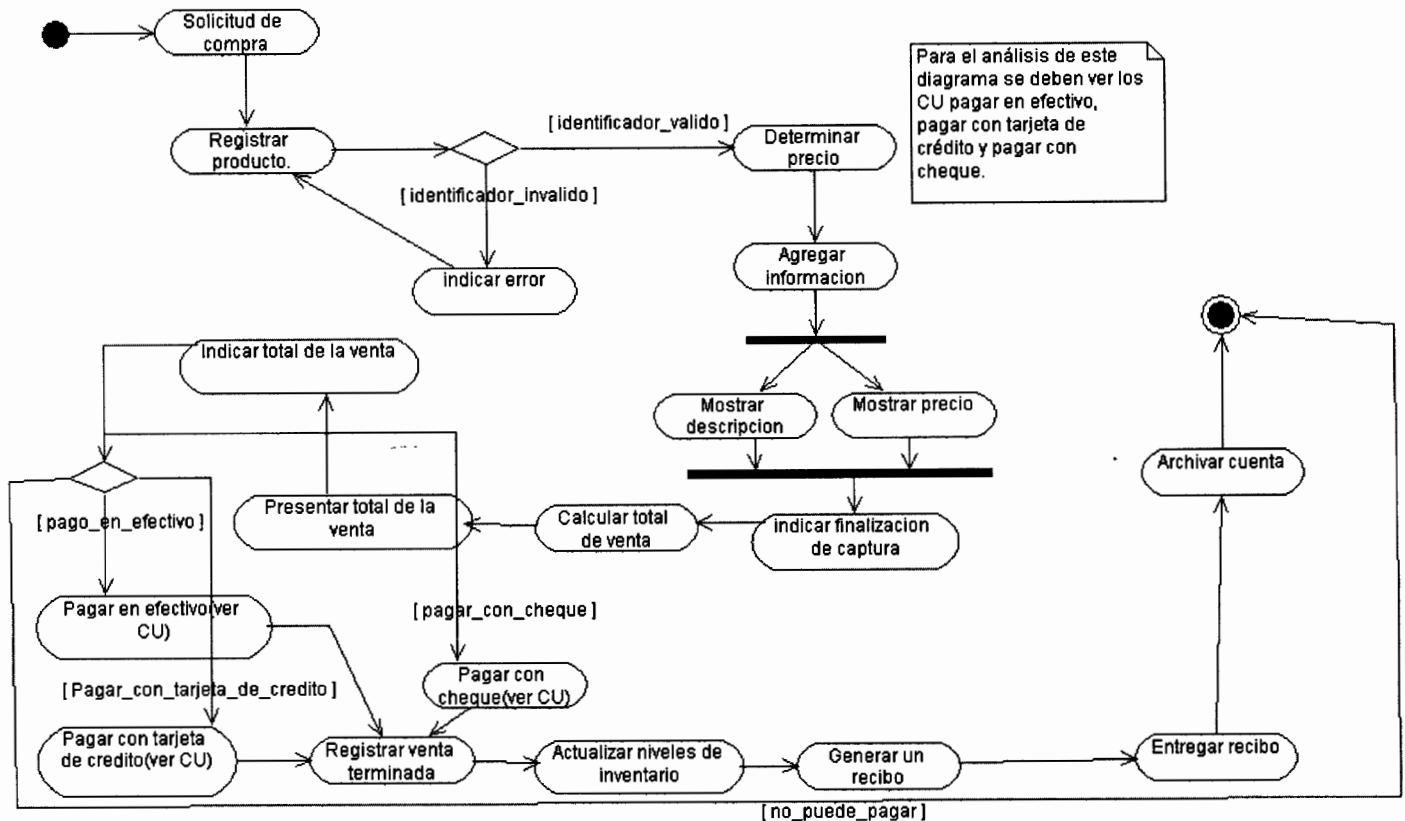 Solicitud de
compra
Para el análisis de este
diagrama se deben ver los
CU pagar en efectivo,
pagar con tarjeta de
crédito y pagar con
cheque.
[ identificador_valido ]
Registrar
producto.
Determinar
precio
[ identificador_invalido ]
Agregar
informacion
indicar error
Indicar total de la venta
Mostrar
descripcion
Mostrar precio
Archivar cuenta
Presentar total de la
venta
Calcular total
de venta
indicar finalizacion
de captura
[ pago_en_efectivo ]
Pagar en efectivo(ver
CU)
[ pagar_con_cheque ]
Pagar con
cheque(ver CU)
[ Pagar_con_tarjeta_de_credito ]
Pagar con tarjeta
de credito(ver CU)
Registrar venta
terminada
Actualizar niveles de
inventario
Generar un
recibo
Entregar recibo
[ no_puede_pagar ]